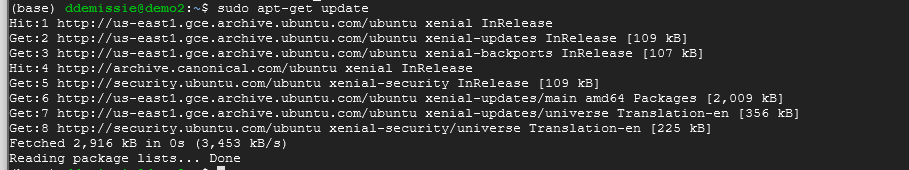 (base) ddemissie@demo2:~$ sudo apt-get update
Hit:1 http://us-east1.gce.archive.ubuntu.com/ubuntu xenial InRelease
Get:2 http://us-east1.gce.archive.ubuntu.com/ubuntu xenial-updates InRelease [109 kB]
Get:3 http://us-east1.gce.archive.ubuntu.com/ubuntu xenial-backports InRelease [107 kB]
Hit:4 http://archive.canonical.com/ubuntu xenial InRelease
Get:5 http://security.ubuntu.com/ubuntu xenial-security InRelease [109 kB]
Get:6 http://us-east1.gce.archive.ubuntu.com/ubuntu xenial-updates/main amd64 Packages [2,009 kB]
Get:7 http://us-east1.gce.archive.ubuntu.com/ubuntu xenial-updates/universe Translation-en [356 kB]
Get:8 http://security.ubuntu.com/ubuntu xenial-security/universe Translation-en [225 kB]
Fetched 2,916 kB in 0s (3,453 kB/s)
Reading package lists... Done